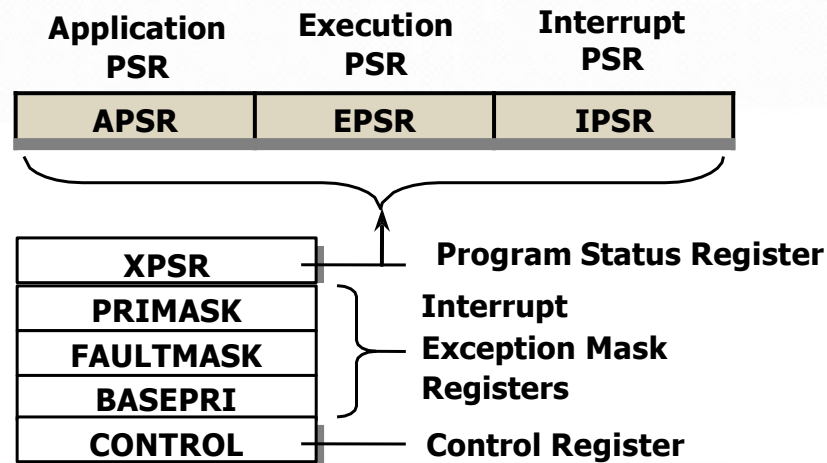 Application
PSR
Execution
PSR
Interrupt
PSR
APSR
EPSR
IPSR
XPSR
Program Status Register
PRIMASK
FAULTMASK
BASEPRI
Interrupt
Exception Mask
Registers
CONTROL
Control Register